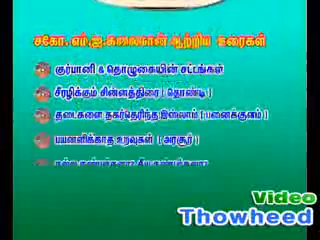 சகோ. எம்.ஐ.சுலைமான் ஆற்றிய உரைகள்
குர்பானி & தொழுகையின் சட்டங்கள்
சீரழிக்கும் சின்னத்திரை [ தொண்டி ]
தடைகளை தகர்த்தெரிந்த இஸ்லாம் [ பனைக்குளம் ]
பயனளிக்காத உறவுகள் [ அரசூர் ]
Video
Thowheed